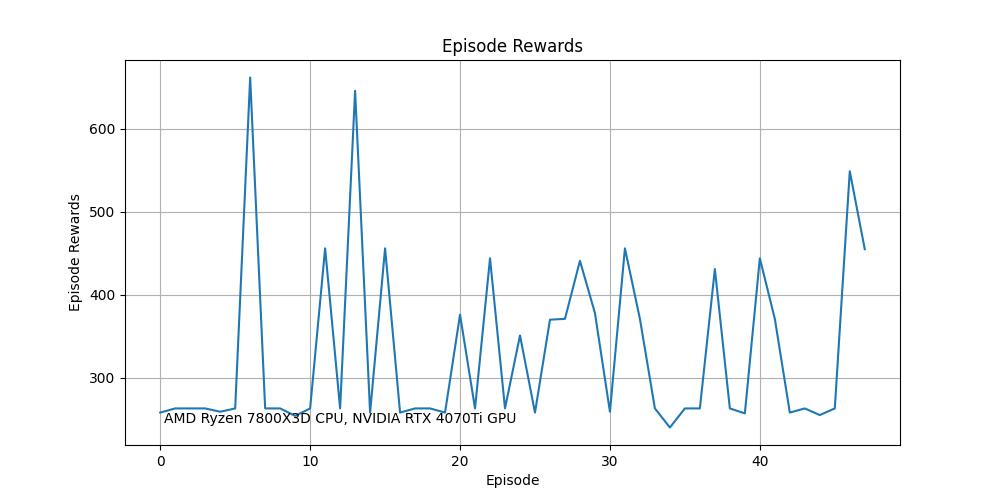 Episode Rewards
600
500
400
300
Episode Rewards
AMD Ryzen 7800X3D CPU, NVIDIA RTX 4070Ti GPU
0 10 20 30 40
Episode